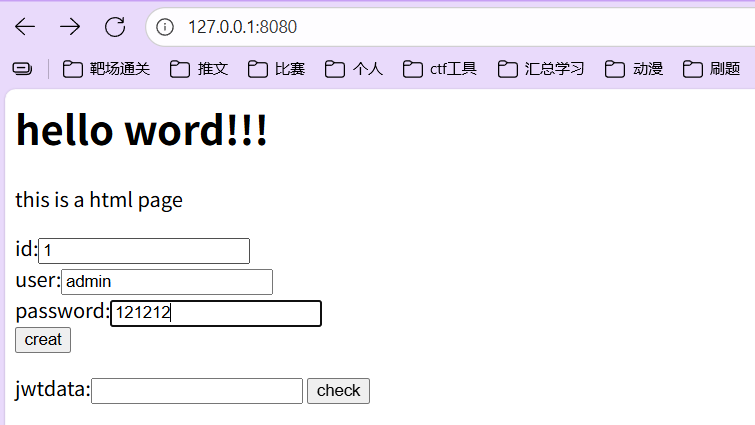 127.0.0.1:8080
靶场通关 推文 比赛 个人 ctf工具 汇总学习 动漫 刷题
hello word!!!
this is a html page
id:1
user:admin
password:121212
creat
jwtdata: check